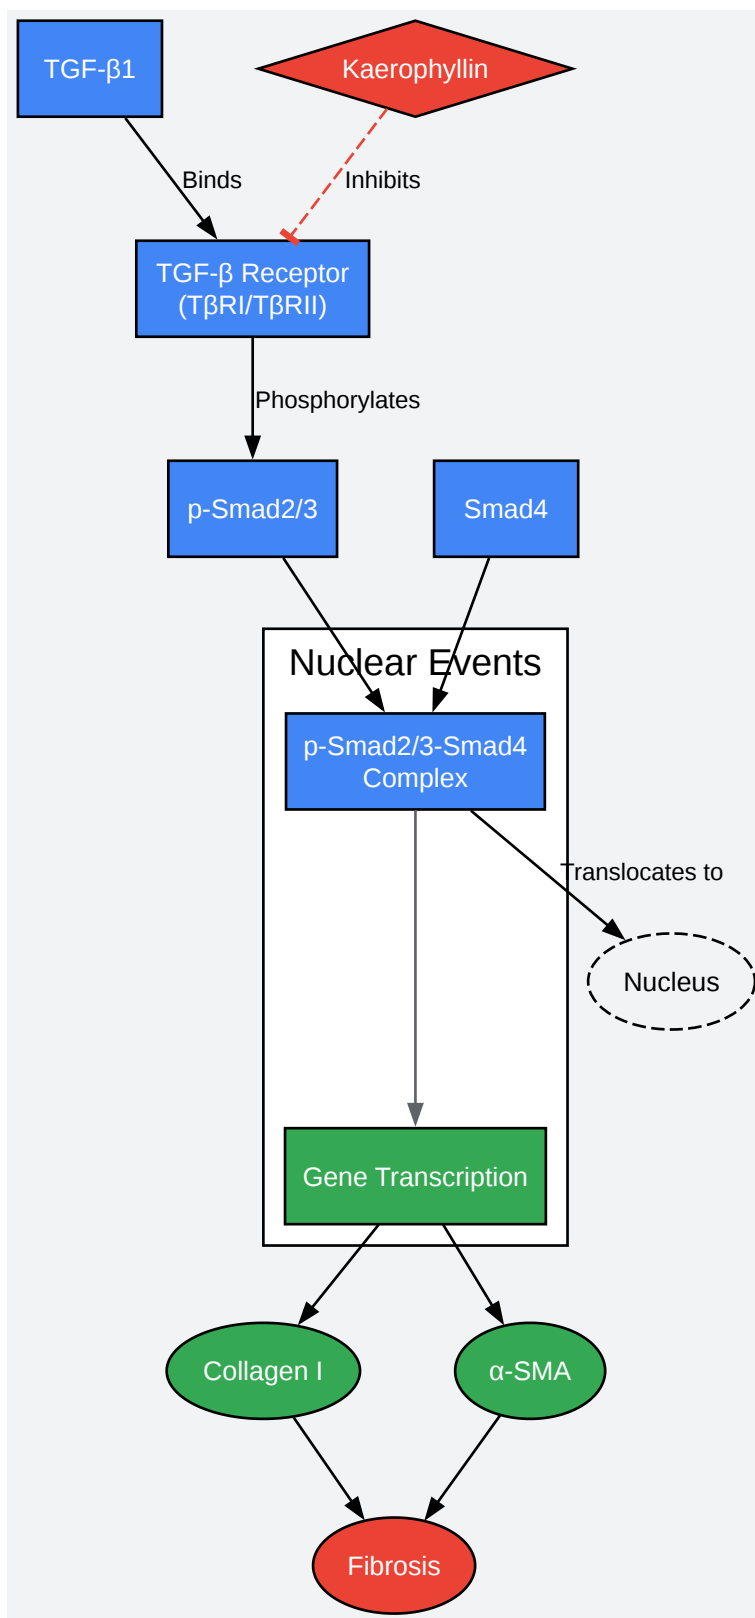 TGF-β1
Kaerophyllin
Binds
Inhibits
TGF-β Receptor
(TβRI/TβRII)
Phosphorylates
p-Smad2/3
Smad4
Nuclear Events
p-Smad2/3-Smad4
Complex
Translocates to
Nucleus
Gene Transcription
Collagen I
α-SMA
Fibrosis